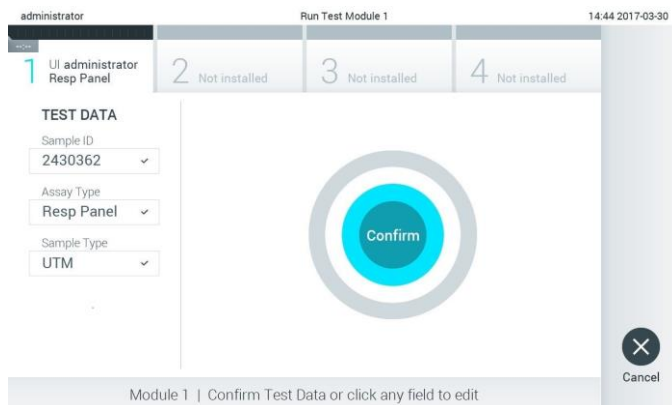 administrator
Run Test Module 1
14:44 2017-03-30
--:--
1
UI administrator
Resp Panel
2 Not installed
3 Not installed
4 Not installed
TEST DATA
Sample ID
2430362
Assay Type
Resp Panel
Sample Type
UTM
Confirm
Cancel
Module 1 | Confirm Test Data or click any field to edit